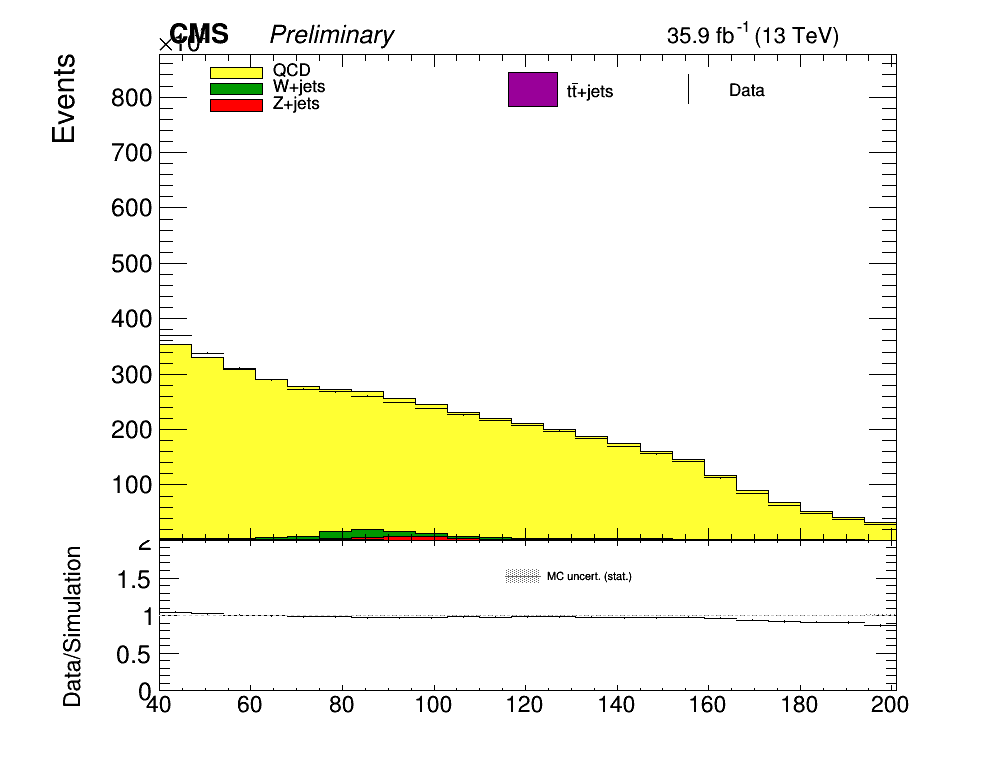 CMS Preliminary 35.9 fb-1 (13 TeV)
×10
Events
QCD
W+jets
Z+jets
tt̄+jets
Data
800
700
600
500
400
300
200
100
Data/Simulation
MC uncert. (stat.)
2
1.5
1
0.5
0
40 60 80 100 120 140 160 180 200